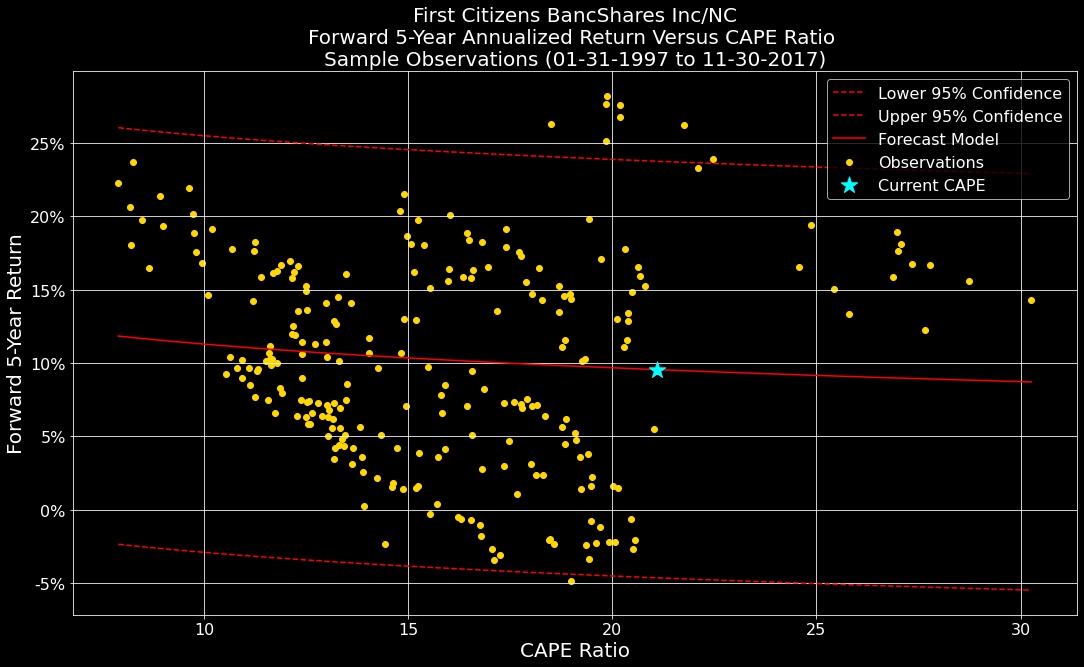 First Citizens BancShares Inc/NC
Forward 5-Year Annualized Return Versus CAPE Ratio
Sample Observations (01-31-1997 to 11-30-2017)
Lower 95% Confidence
Upper 95% Confidence
Forecast Model
Observations
Current CAPE
Forward 5-Year Return
25%
20%
15%
10%
5%
0%
-5%
10 15 20 25 30
CAPE Ratio